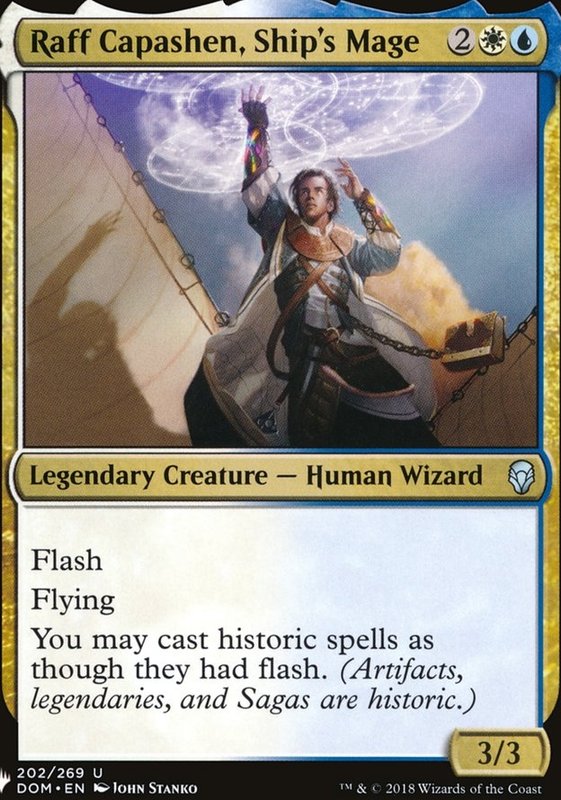 Raff Capashen, Ship's Mage 2
Legendary Creature — Human Wizard
Flash
Flying
You may cast historic spells as
though they had flash. (Artifacts,
legendaries, and Sagas are historic.)
3/3
202/269 U
DOM • EN John Stanko
™ & © 2018 Wizards of the Coast